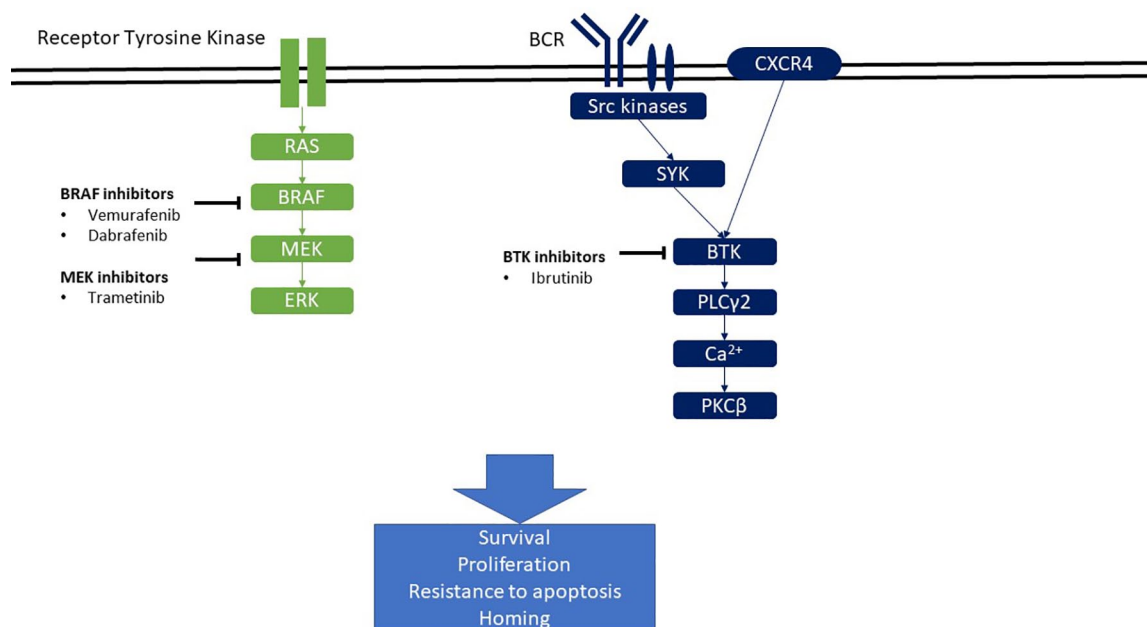 Receptor Tyrosine Kinase
RAS
BRAF
MEK
ERK
BRAF inhibitors
• Vemurafenib
• Dabrafenib
MEK inhibitors
• Trametinib
BCR
CXCR4
Src kinases
SYK
BTK
PLCγ2
Ca²⁺
PKCβ
BTK inhibitors
• Ibrutinib
Survival
Proliferation
Resistance to apoptosis
Homing